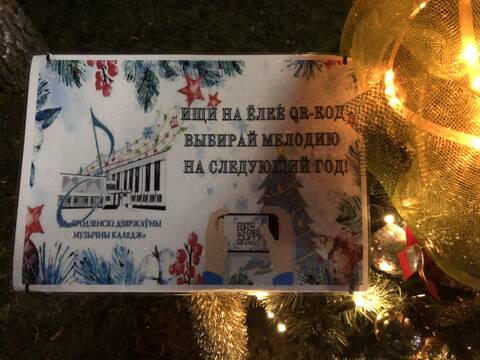 ИЩИ НА ЁЛКЕ QR-КОД
ВЫБИРАЙ МЕЛОДИЮ
НА СЛЕДУЮЩИЙ ГОД!
ГРОДЗЕНСКІ ДЗЯРЖАЎНЫ
МУЗЫЧНЫ КАЛЕДЖ»